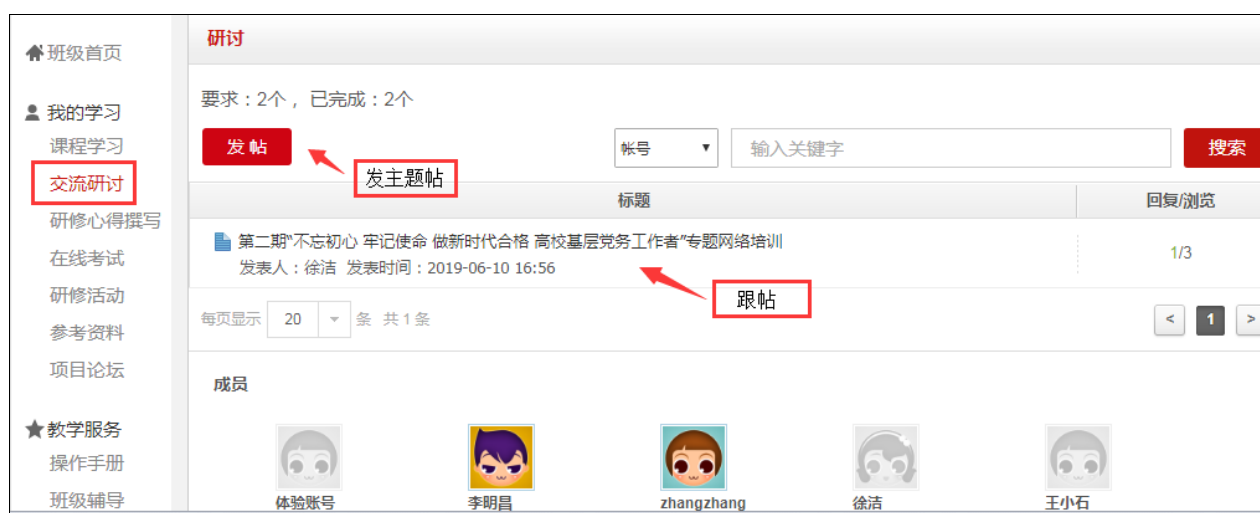 班级首页
我的学习
课程学习
交流研讨
研修心得撰写
在线考试
研修活动
参考资料
项目论坛
教学服务
操作手册
班级辅导
研讨
要求：2个 ，已完成：2个
发 帖
发主题帖
帐号 ▼
输入关键字
搜索
标题 回复/浏览
第二期“不忘初心 牢记使命 做新时代合格 高校基层党务工作者”专题网络培训 1/3
发表人：徐洁 发表时间：2019-06-10 16:56
跟帖
每页显示 20 条 共 1 条 < 1 >
成员
体验账号 李明昌 zhangzhang 徐洁 王小石